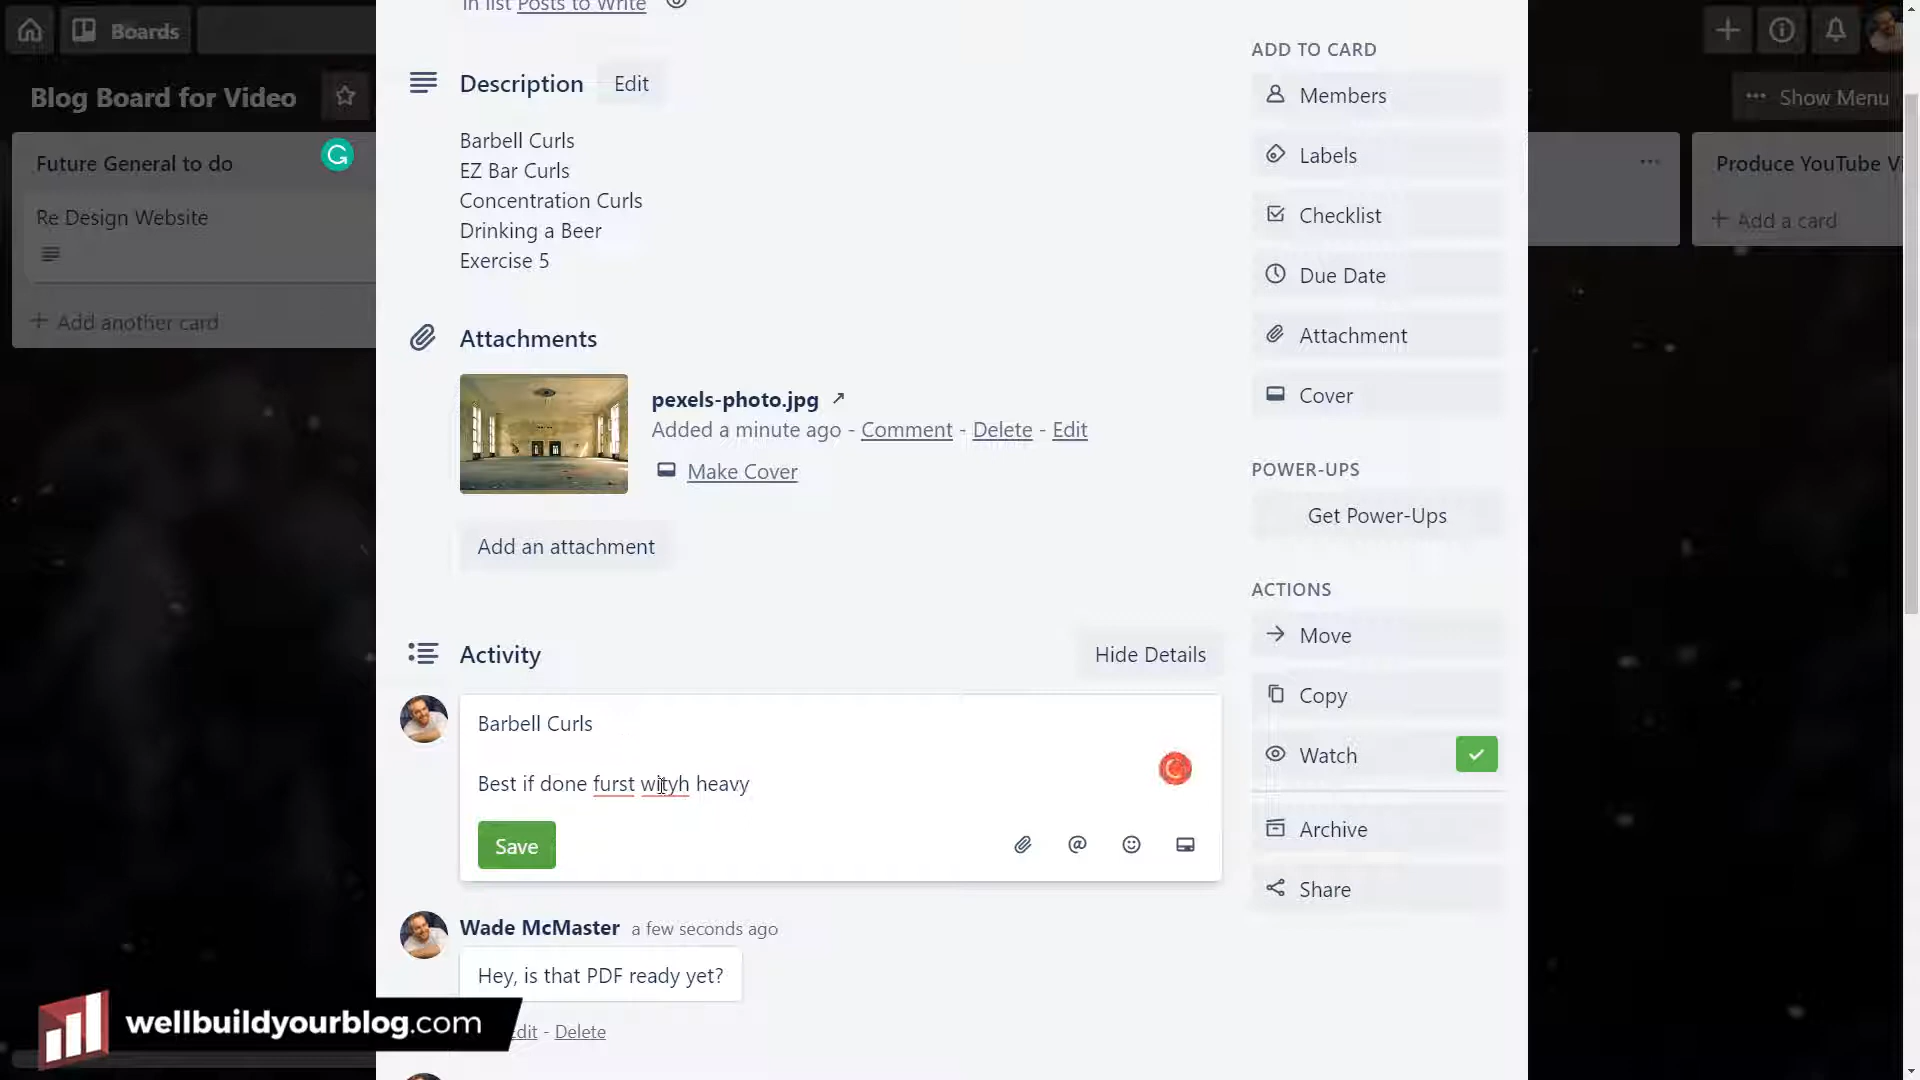 Boards
Blog Board for Video
Show Menu
Future General to do
Re Design Website
+ Add another card
Produce YouTube Vi
+ Add a card
in list Posts to Write
Description
Edit
Barbell Curls
EZ Bar Curls
Concentration Curls
Drinking a Beer
Exercise 5
Attachments
pexels-photo.jpg ↗
Added a minute ago - Comment - Delete - Edit
Make Cover
Add an attachment
Activity
Hide Details
Barbell Curls
Best if done furst wityh heavy
Save
Wade McMaster a few seconds ago
Hey, is that PDF ready yet?
Edit - Delete
ADD TO CARD
Members
Labels
Checklist
Due Date
Attachment
Cover
POWER-UPS
Get Power-Ups
ACTIONS
Move
Copy
Watch
Archive
Share
wellbuildyourblog.com